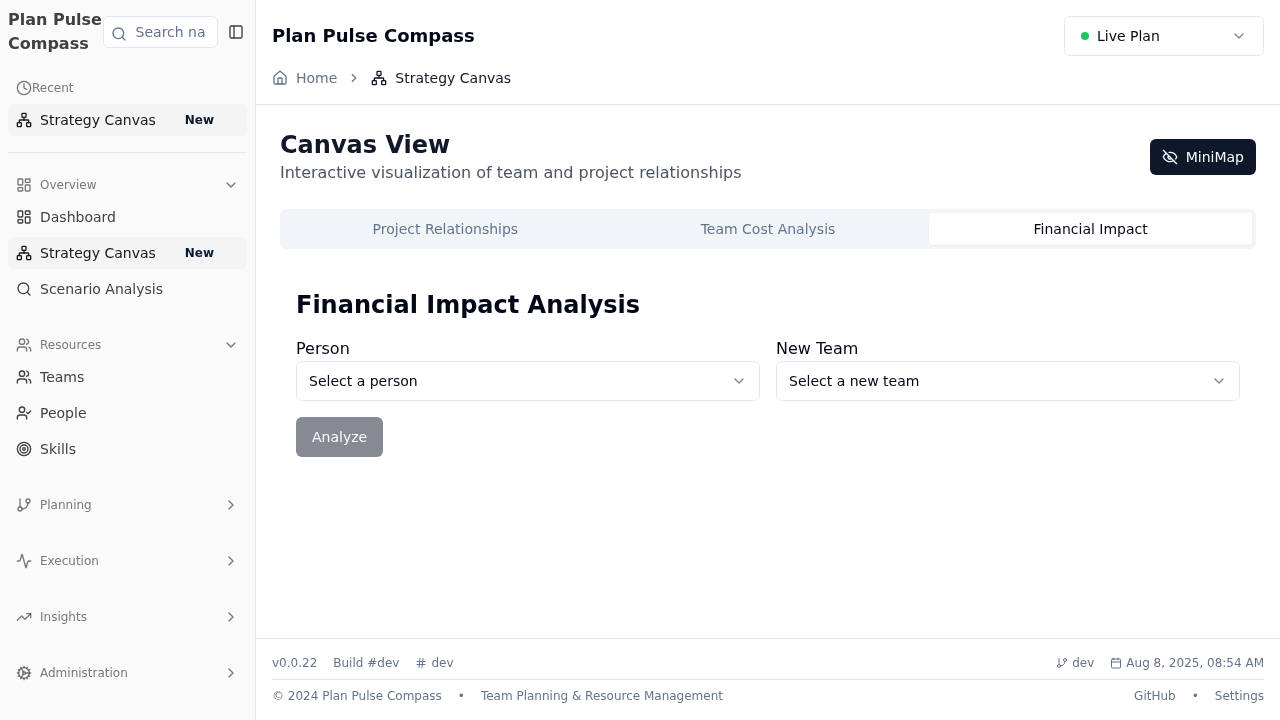 Plan Pulse
Compass
Search na
Recent
Strategy Canvas New
Overview
Dashboard
Strategy Canvas New
Scenario Analysis
Resources
Teams
People
Skills
Planning
Execution
Insights
Administration
Plan Pulse Compass
Live Plan
Home
Strategy Canvas
Canvas View
Interactive visualization of team and project relationships
MiniMap
Project Relationships
Team Cost Analysis
Financial Impact
Financial Impact Analysis
Person
New Team
Select a person
Select a new team
Analyze
v0.0.22 Build #dev # dev
dev Aug 8, 2025, 08:54 AM
© 2024 Plan Pulse Compass • Team Planning & Resource Management
GitHub • Settings